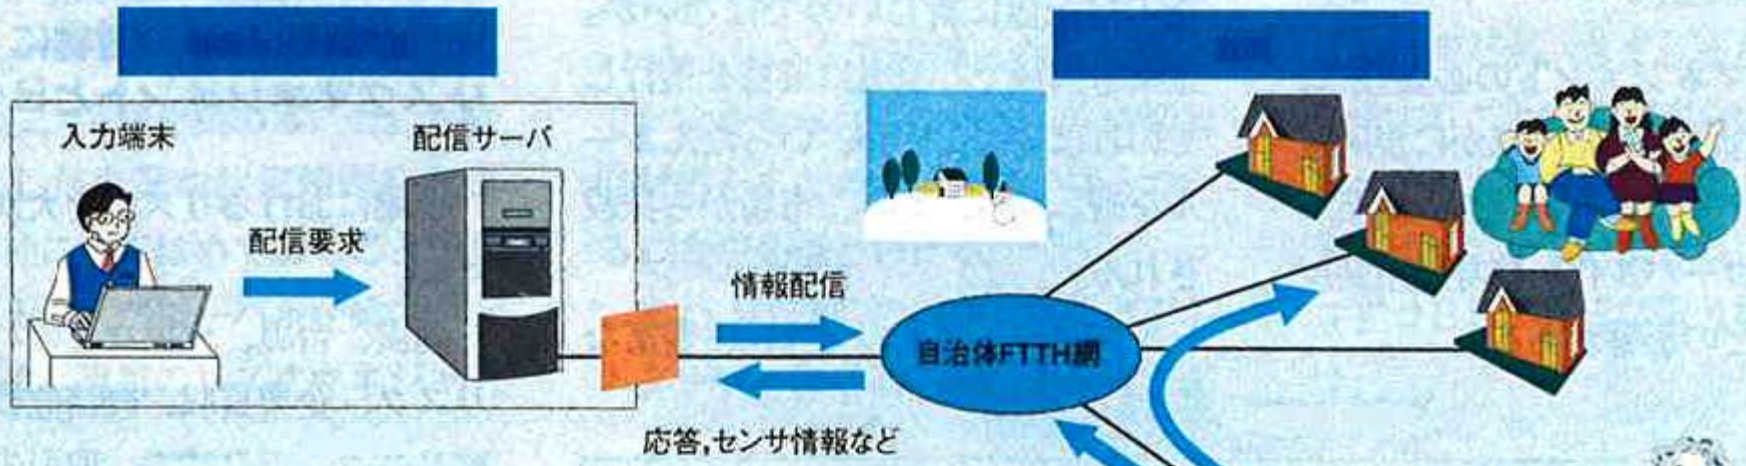 入力端末
配信サーバ
配信要求
情報配信
自治体FTTH網
応答,センサ情報など